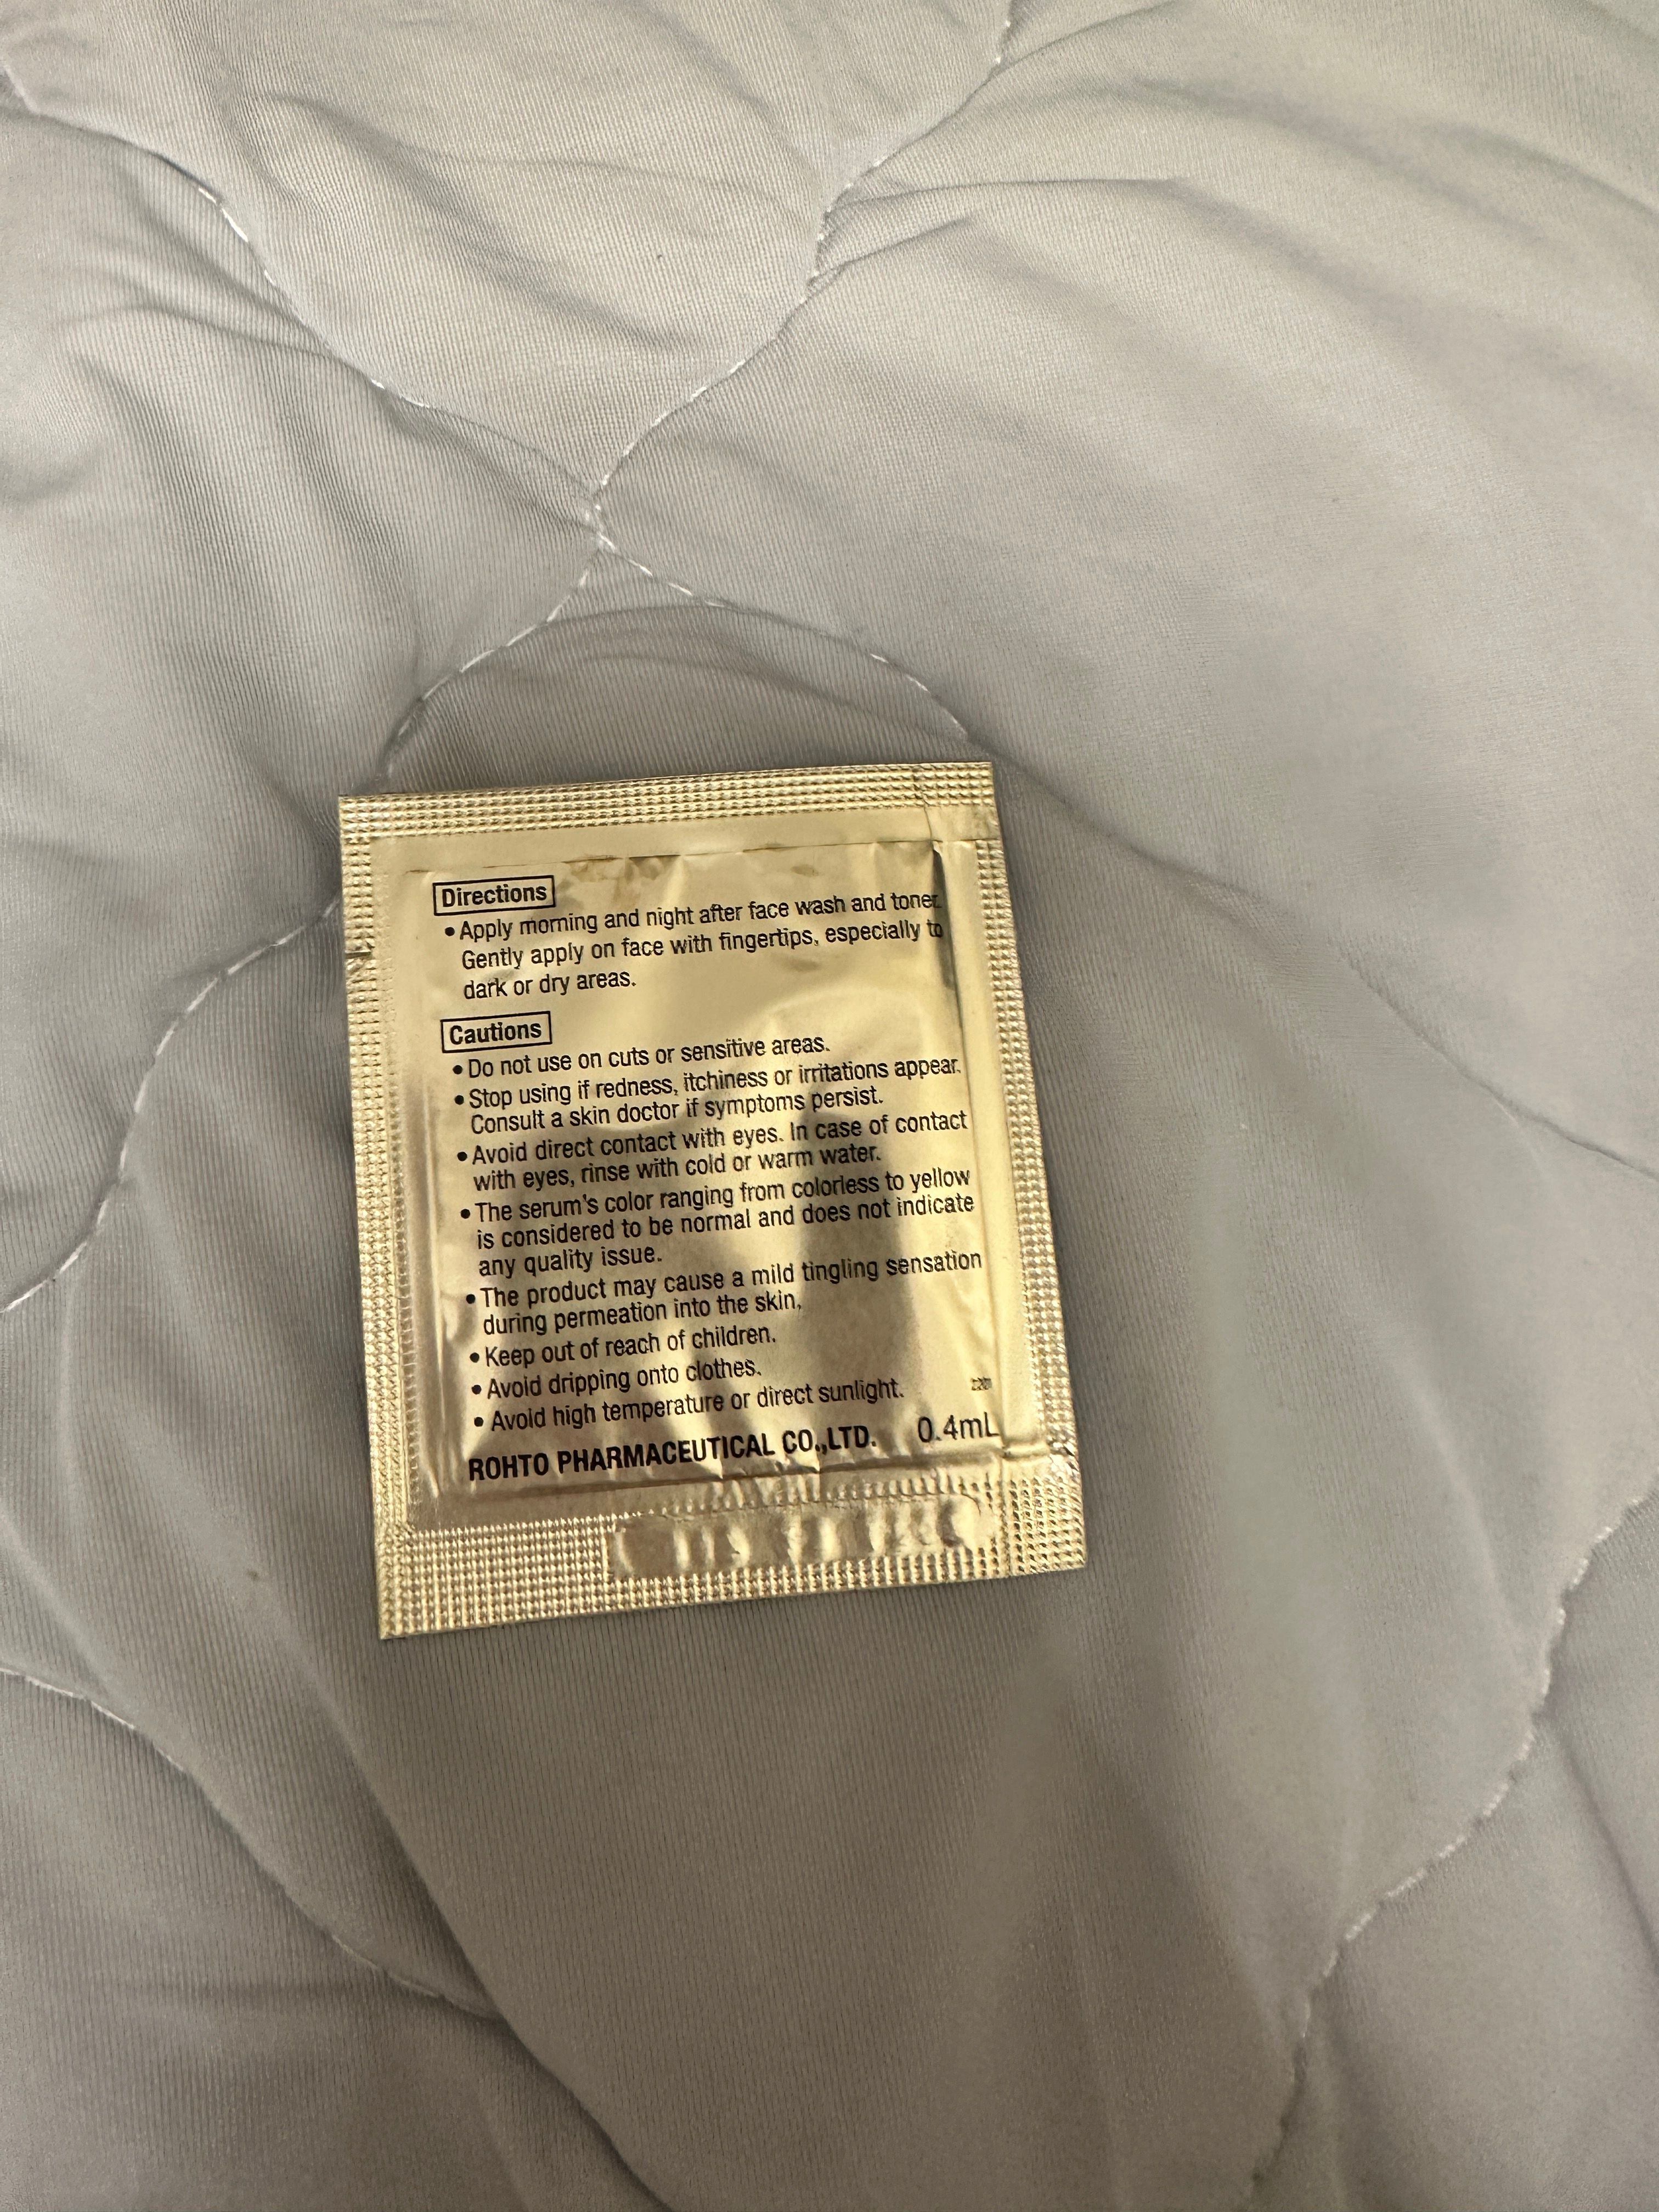 Directions
• Apply morning and night after face wash and toner.
Gently apply on face with fingertips, especially to
dark or dry areas.
Cautions
• Do not use on cuts or sensitive areas.
• Stop using if redness, itchiness or irritations appear.
Consult a skin doctor if symptoms persist.
• Avoid direct contact with eyes. In case of contact
with eyes, rinse with cold or warm water.
• The serum's color ranging from colorless to yellow
is considered to be normal and does not indicate
any quality issue.
• The product may cause a mild tingling sensation
during permeation into the skin.
• Keep out of reach of children.
• Avoid dripping onto clothes.
• Avoid high temperature or direct sunlight.
ROHTO PHARMACEUTICAL CO.,LTD. 0.4mL